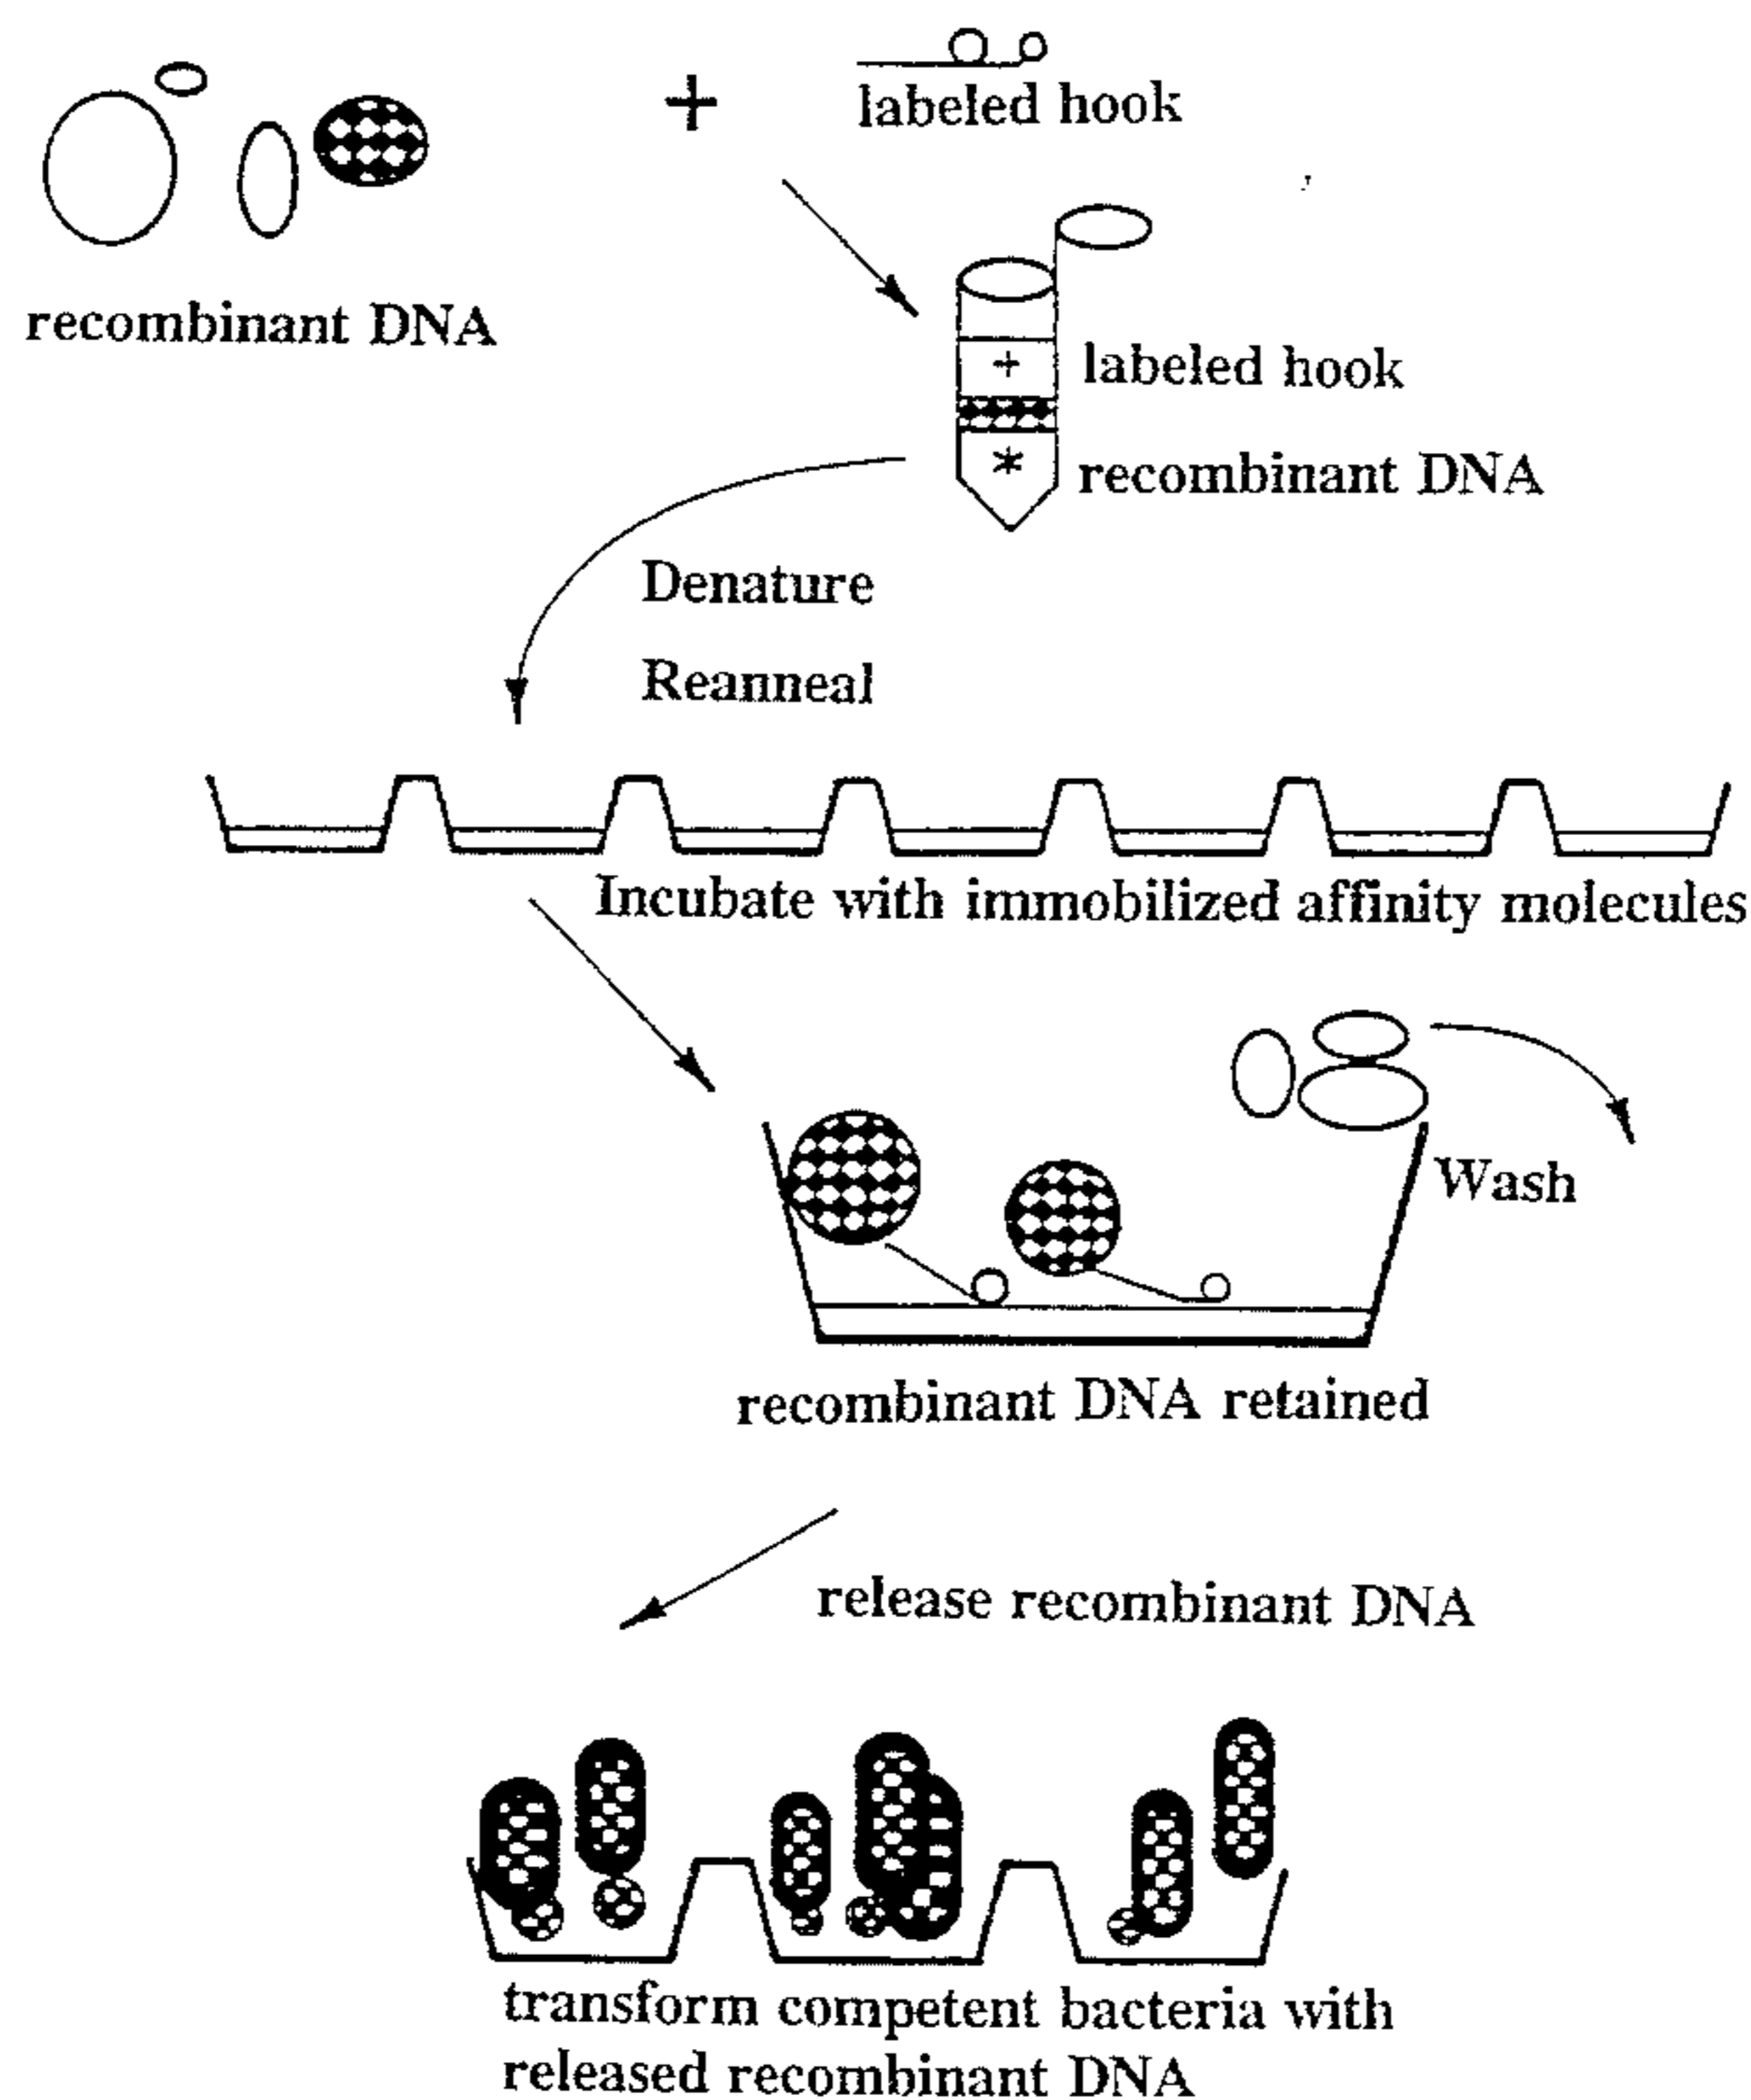 +
labeled hook
recombinant DNA
+
labeled hook
*
recombinant DNA
Denature
Reanneal
Incubate with immobilized affinity molecules
Wash
recombinant DNA retained
release recombinant DNA
transform competent bacteria with
released recombinant DNA